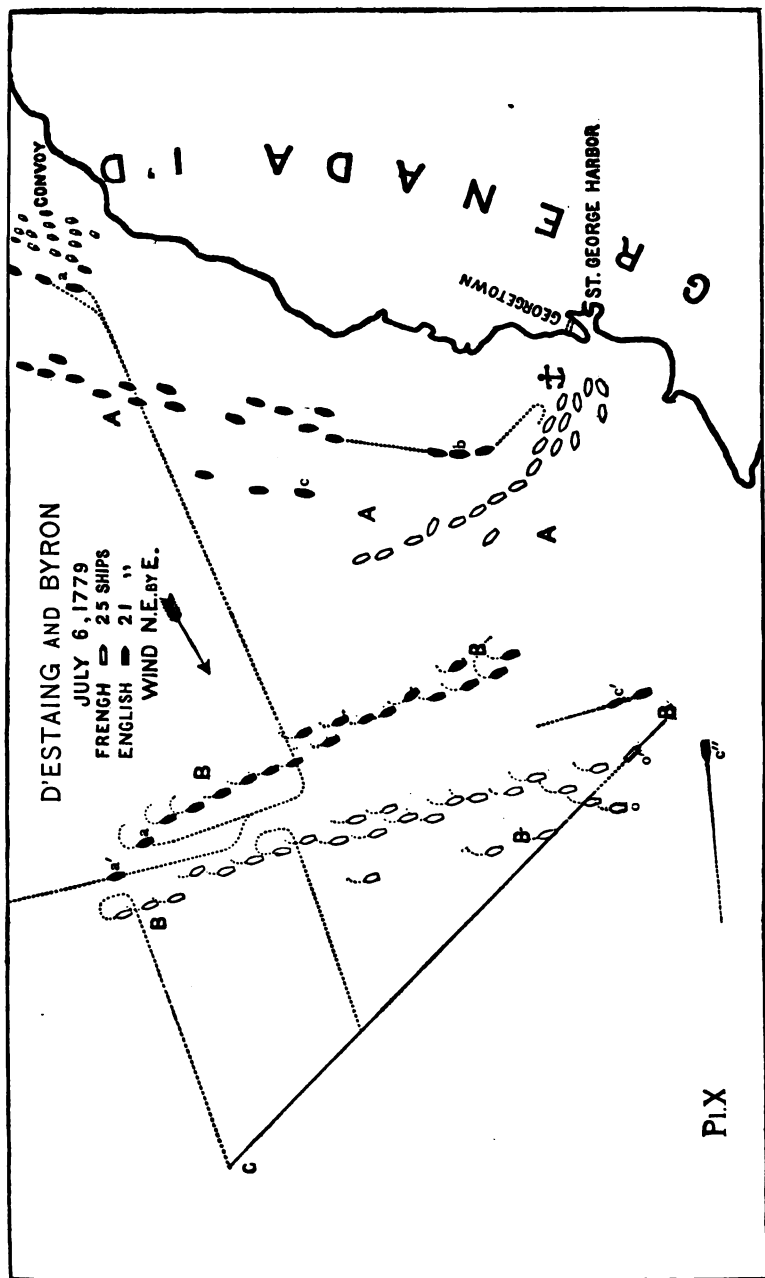 D'ESTAING AND BYRON
JULY 6, 1779
FRENCH 25 SHIPS
ENGLISH 21 "
WIND N.E. BY E.
CONVOY
GRENADA I'D
GEORGETOWN
ST. GEORGE HARBOR
a
A
b
c
A
A
B
a
a'
B
B'
B
c'
B'
o
o
c"
C
Pl. X